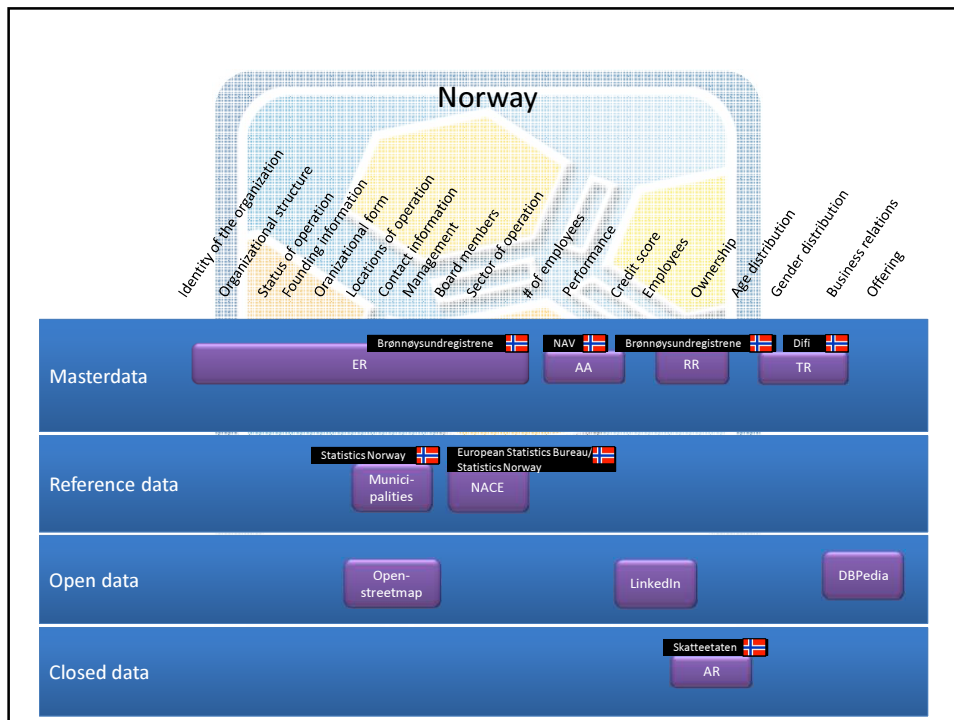 Norway
Identity of the organization
Organizational structure
Status of operation
Founding information
Oranizational form
Locations of operation
Contact information
Management
Board members
Sector of operation
# of employees
Performance
Credit score
Employees
Ownership
Age distribution
Gender distribution
Business relations
Offering
Masterdata
Brønnøysundregistrene
ER
NAV
AA
Brønnøysundregistrene
RR
Difi
TR
Reference data
Statistics Norway
Munici-
palities
European Statistics Bureau/
Statistics Norway
NACE
Open data
Open-
streetmap
LinkedIn
DBPedia
Closed data
Skatteetaten
AR